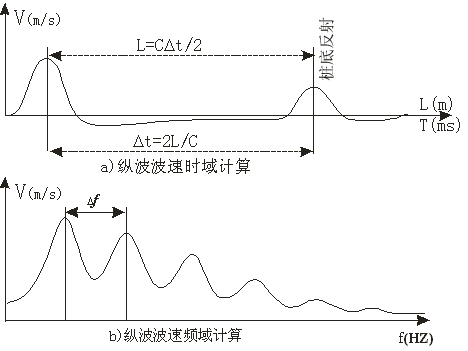 V(m/s)
L=CΔt/2
桩底反射
L(m)
T(ms)
Δt=2L/C
a)纵波波速时域计算
V(m/s)
Δf
f(HZ)
b)纵波波速频域计算